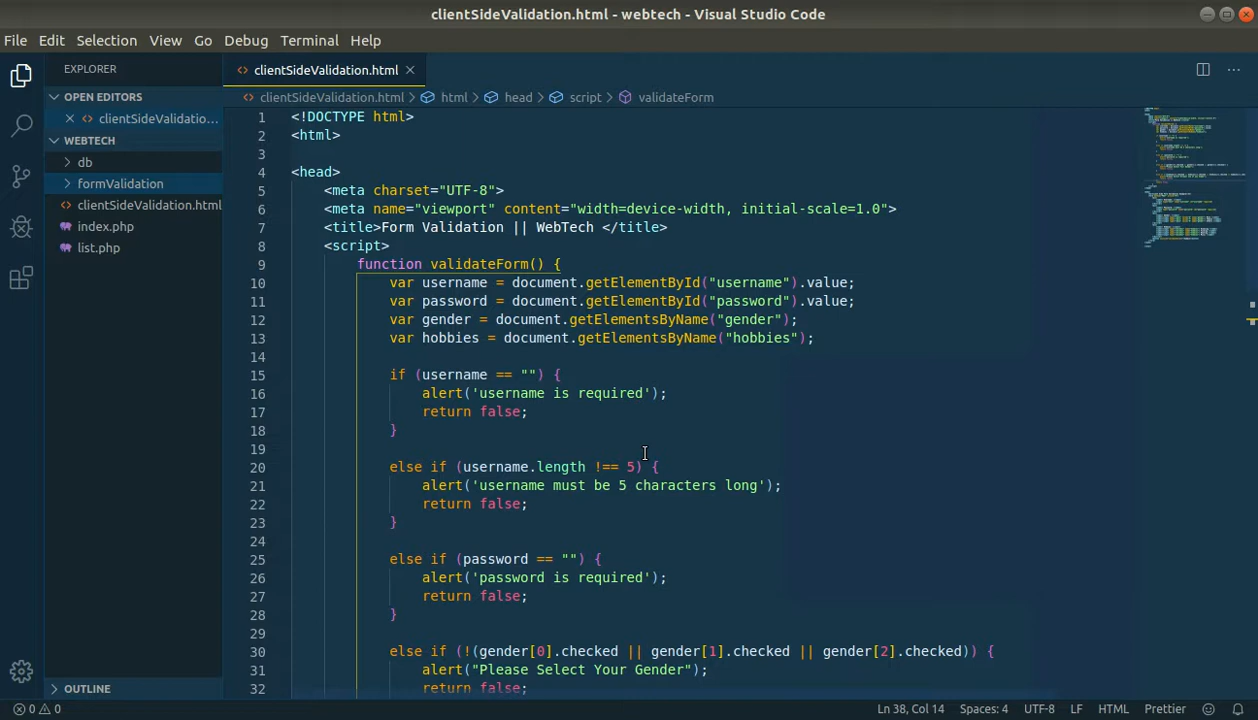 clientSideValidation.html - webtech - Visual Studio Code
File Edit Selection View Go Debug Terminal Help
EXPLORER
OPEN EDITORS
clientSideValidatio...
WEBTECH
db
formValidation
clientSideValidation.html
index.php
list.php
OUTLINE
clientSideValidation.html
clientSideValidation.html > html > head > script > validateForm
1 <!DOCTYPE html>
2 <html>
3
4 <head>
5 <meta charset="UTF-8">
6 <meta name="viewport" content="width=device-width, initial-scale=1.0">
7 <title>Form Validation || WebTech </title>
8 <script>
9 function validateForm() {
10 var username = document.getElementById("username").value;
11 var password = document.getElementById("password").value;
12 var gender = document.getElementsByName("gender");
13 var hobbies = document.getElementsByName("hobbies");
14
15 if (username == "") {
16 alert('username is required');
17 return false;
18 }
19
20 else if (username.length !== 5) {
21 alert('username must be 5 characters long');
22 return false;
23 }
24
25 else if (password == "") {
26 alert('password is required');
27 return false;
28 }
29
30 else if (!(gender[0].checked || gender[1].checked || gender[2].checked)) {
31 alert("Please Select Your Gender");
32 return false;
0 0 Ln 38, Col 14 Spaces: 4 UTF-8 LF HTML Prettier